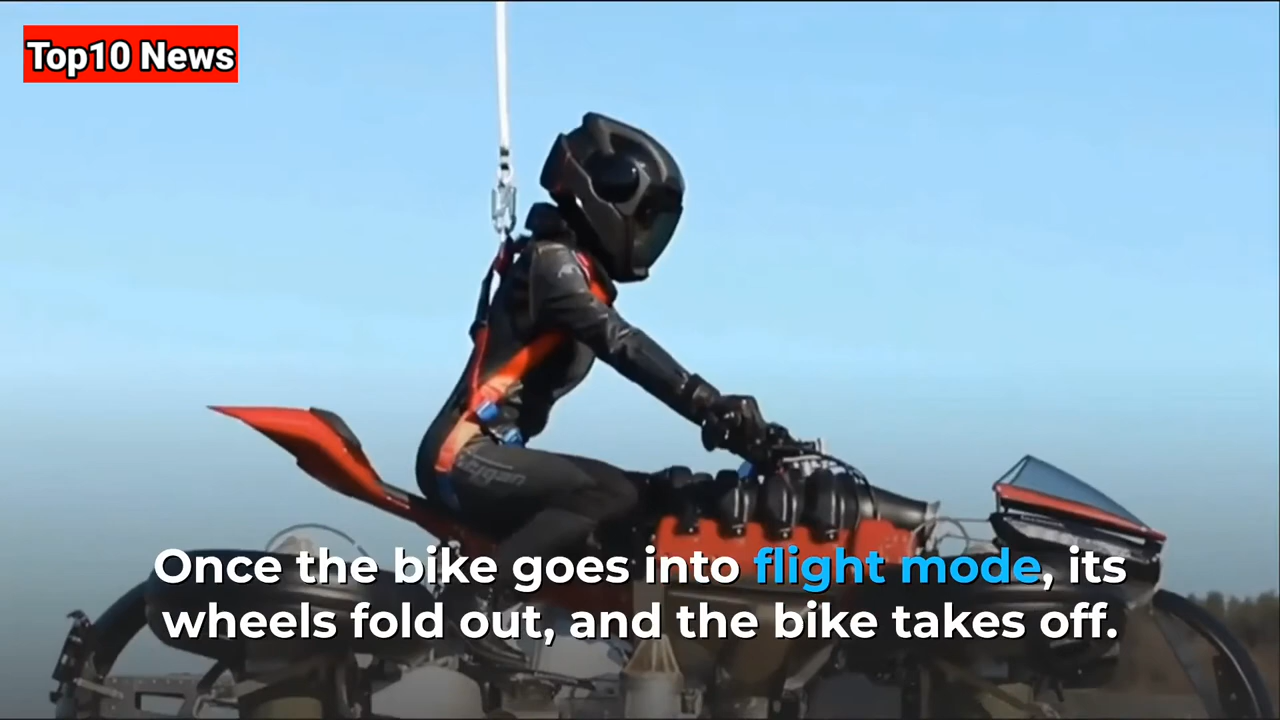 Top10 News
Once the bike goes into flight mode, its
wheels fold out, and the bike takes off.